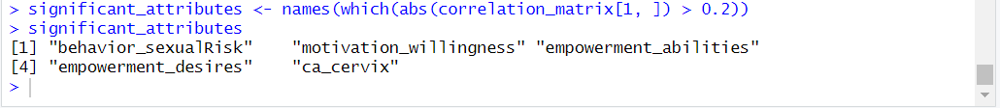 > significant_attributes <- names(which(abs(correlation_matrix[1, ]) > 0.2))
> significant_attributes
[1] "behavior_sexualRisk"    "motivation_willingness" "empowerment_abilities"
[4] "empowerment_desires"    "ca_cervix"
>